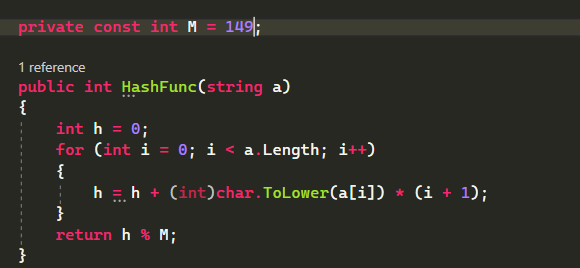 private const int M = 149;
1 reference
public int HashFunc(string a)
{
int h = 0;
for (int i = 0; i < a.Length; i++)
{
h = h + (int)char.ToLower(a[i]) * (i + 1);
}
return h % M;
}